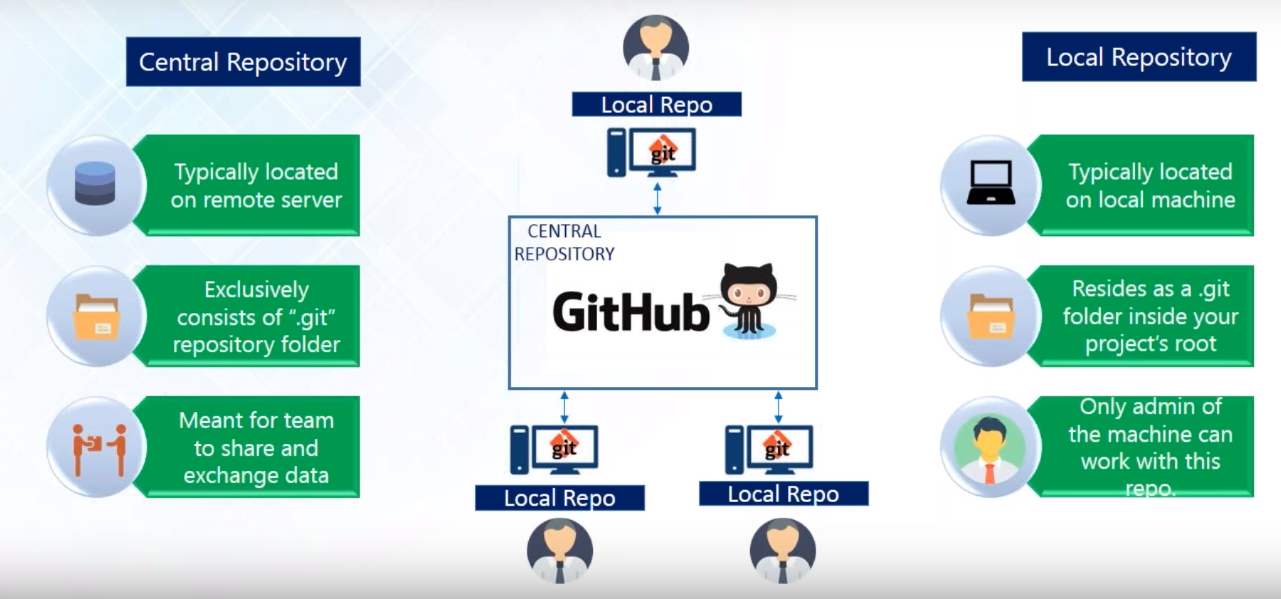 Central Repository
Typically located
on remote server
Exclusively
consists of “.git”
repository folder
Meant for team
to share and
exchange data
Local Repo
git
CENTRAL
REPOSITORY
GitHub
git
Local Repo
git
Local Repo
Local Repository
Typically located
on local machine
Resides as a .git
folder inside your
project’s root
Only admin of
the machine can
work with this
repo.